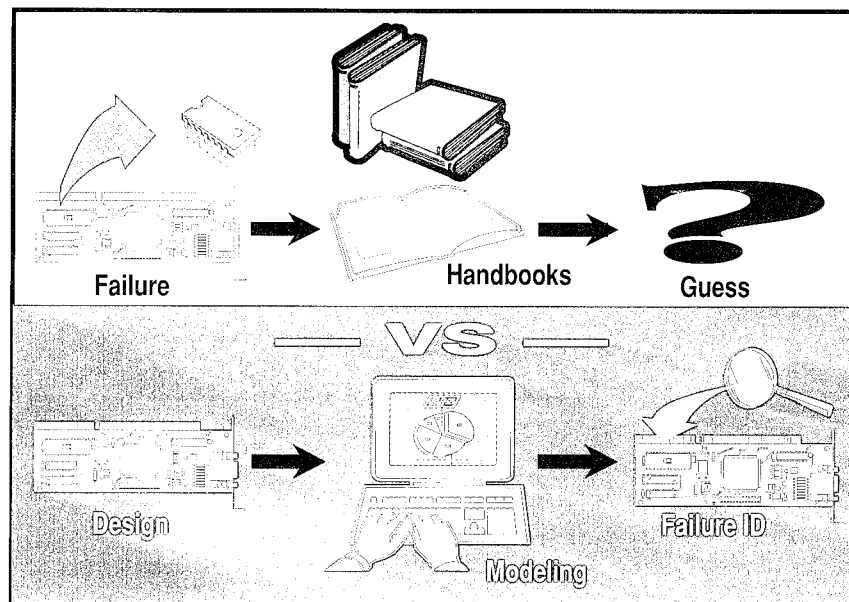 Failure
Handbooks
Guess
VS
Design
Modeling
Failure ID